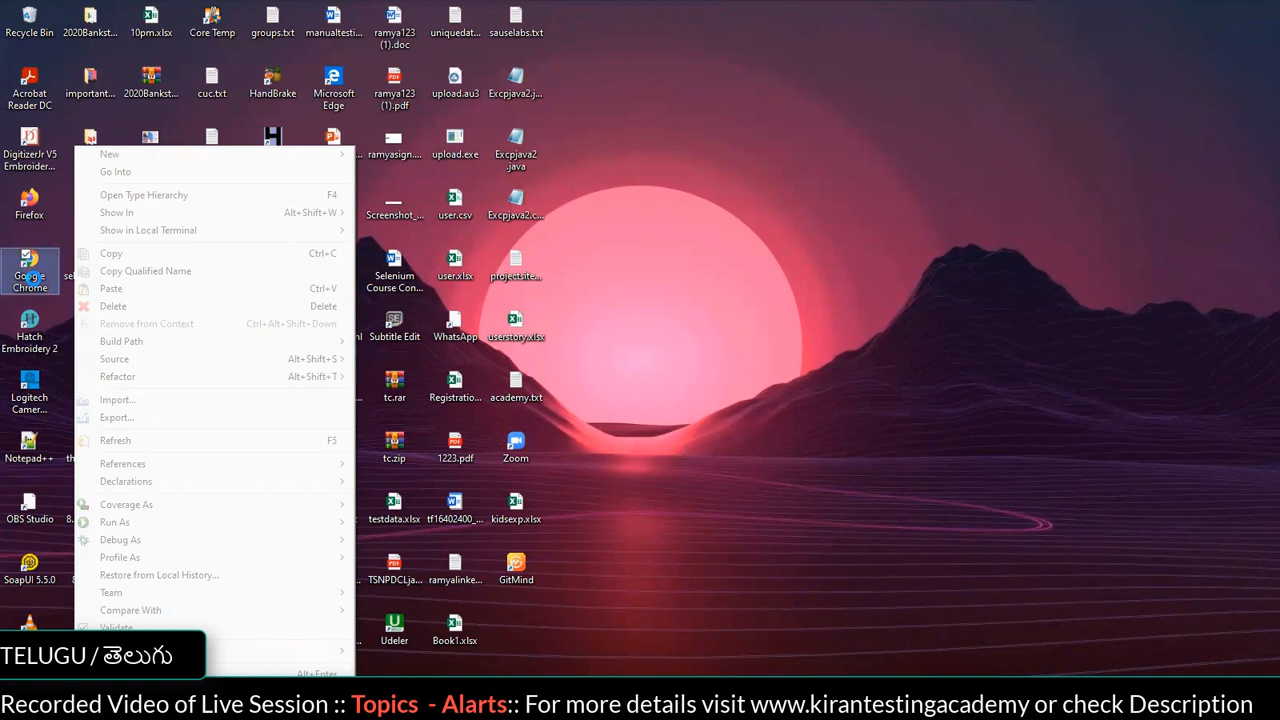 Recycle Bin
2020Bankst...
10pm.xlsx
Core Temp
groups.txt
manualtesti...
ramya123
(1).doc
uniquedat...
sauselabs.txt
Acrobat
Reader DC
important...
2020Bankst...
cuc.txt
HandBrake
Microsoft
Edge
ramya123
(1).pdf
upload.au3
Excpjava2.j...
DigitizerJr V5
Embroider...
ramyasign....
upload.exe
Excpjava2
.java
Firefox
Screenshot_...
user.csv
Excpjava2.c...
Google
Chrome
Selenium
Course Con...
user.xlsx
projectsite...
Hatch
Embroidery 2
Subtitle Edit
WhatsApp
userstory.xlsx
Logitech
Camer...
tc.rar
Registratio...
academy.txt
Notepad++
tc.zip
1223.pdf
Zoom
OBS Studio
testdata.xlsx
tf16402400_...
kidsexp.xlsx
SoapUI 5.5.0
TSNPDCLja...
ramyalinke...
GitMind
Udeler
Book1.xlsx
New
Go Into
Open Type Hierarchy F4
Show In Alt+Shift+W
Show in Local Terminal
Copy Ctrl+C
Copy Qualified Name
Paste Ctrl+V
Delete Delete
Remove from Context Ctrl+Alt+Shift+Down
Build Path
Source Alt+Shift+S
Refactor Alt+Shift+T
Import...
Export...
Refresh F5
References
Declarations
Coverage As
Run As
Debug As
Profile As
Restore from Local History...
Team
Compare With
Validate
Alt+Enter
TELUGU / తెలుగు
Recorded Video of Live Session :: Topics - Alarts:: For more details visit www.kirantestingacademy or check Description